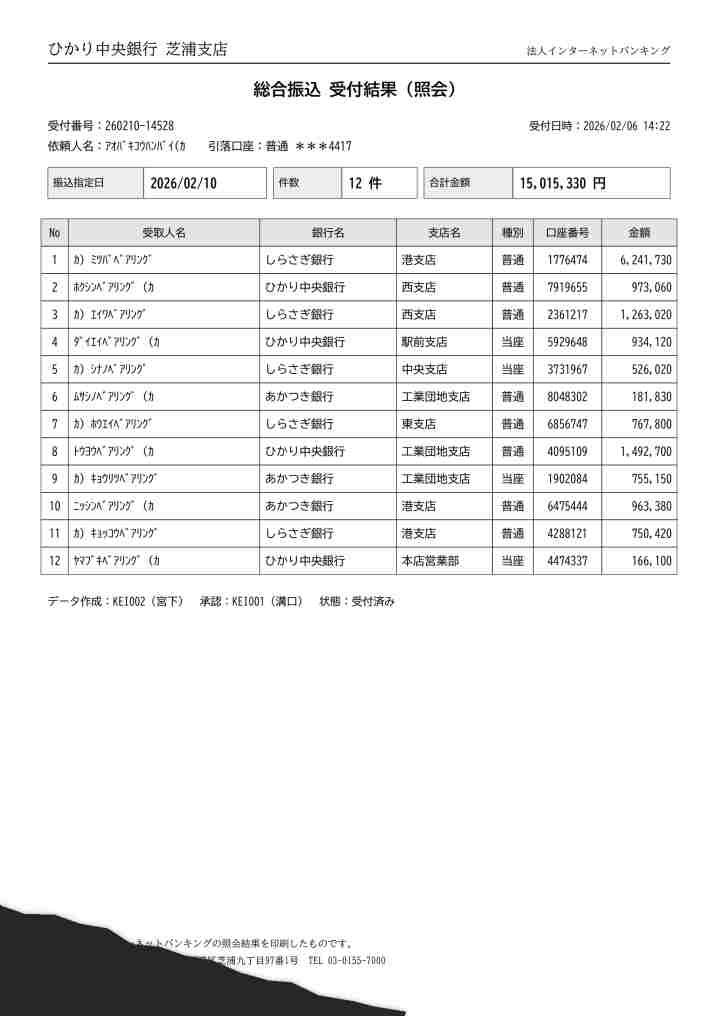 ひかり中央銀行 芝浦支店 法人インターネットバンキング
総合振込 受付結果（照会）
受付番号：260210-14528 受付日時：2026/02/06 14:22
依頼人名：ｱｵﾊﾞｷｺｳﾊﾝﾊﾞｲ(ｶ 引落口座：普通 ＊＊＊4417
振込指定日 2026/02/10 件数 12 件 合計金額 15,015,330 円
No 受取人名 銀行名 支店名 種別 口座番号 金額
1 ｶ) ﾐﾂﾊﾞﾍﾞｱﾘﾝｸﾞ しらさぎ銀行 港支店 普通 1776474 6,241,730
2 ﾎｸｼﾝﾍﾞｱﾘﾝｸﾞ (ｶ ひかり中央銀行 西支店 普通 7919655 973,060
3 ｶ) ｴｲﾜﾍﾞｱﾘﾝｸﾞ しらさぎ銀行 西支店 普通 2361217 1,263,020
4 ﾀﾞｲｴｲﾍﾞｱﾘﾝｸﾞ (ｶ ひかり中央銀行 駅前支店 当座 5929648 934,120
5 ｶ) ｼﾅﾉﾍﾞｱﾘﾝｸﾞ しらさぎ銀行 中央支店 当座 3731967 526,020
6 ﾑｻｼﾉﾍﾞｱﾘﾝｸﾞ (ｶ あかつき銀行 工業団地支店 普通 8048302 181,830
7 ｶ) ﾎｳｴｲﾍﾞｱﾘﾝｸﾞ しらさぎ銀行 東支店 普通 6856747 767,800
8 ﾄｳﾖｳﾍﾞｱﾘﾝｸﾞ (ｶ ひかり中央銀行 工業団地支店 普通 4095109 1,492,700
9 ｶ) ｷｮｳﾘﾂﾍﾞｱﾘﾝｸﾞ あかつき銀行 工業団地支店 当座 1902084 755,150
10 ﾆｯｼﾝﾍﾞｱﾘﾝｸﾞ (ｶ あかつき銀行 港支店 普通 6475444 963,380
11 ｶ) ｷｮｯｺｳﾍﾞｱﾘﾝｸﾞ しらさぎ銀行 港支店 普通 4288121 750,420
12 ﾔﾏﾌﾞｷﾍﾞｱﾘﾝｸﾞ (ｶ ひかり中央銀行 本店営業部 当座 4474337 166,100
データ作成：KEI002（宮下） 承認：KEI001（溝口） 状態：受付済み
ネットバンキングの照会結果を印刷したものです。
芝浦九丁目97番1号 TEL 03-0155-7000